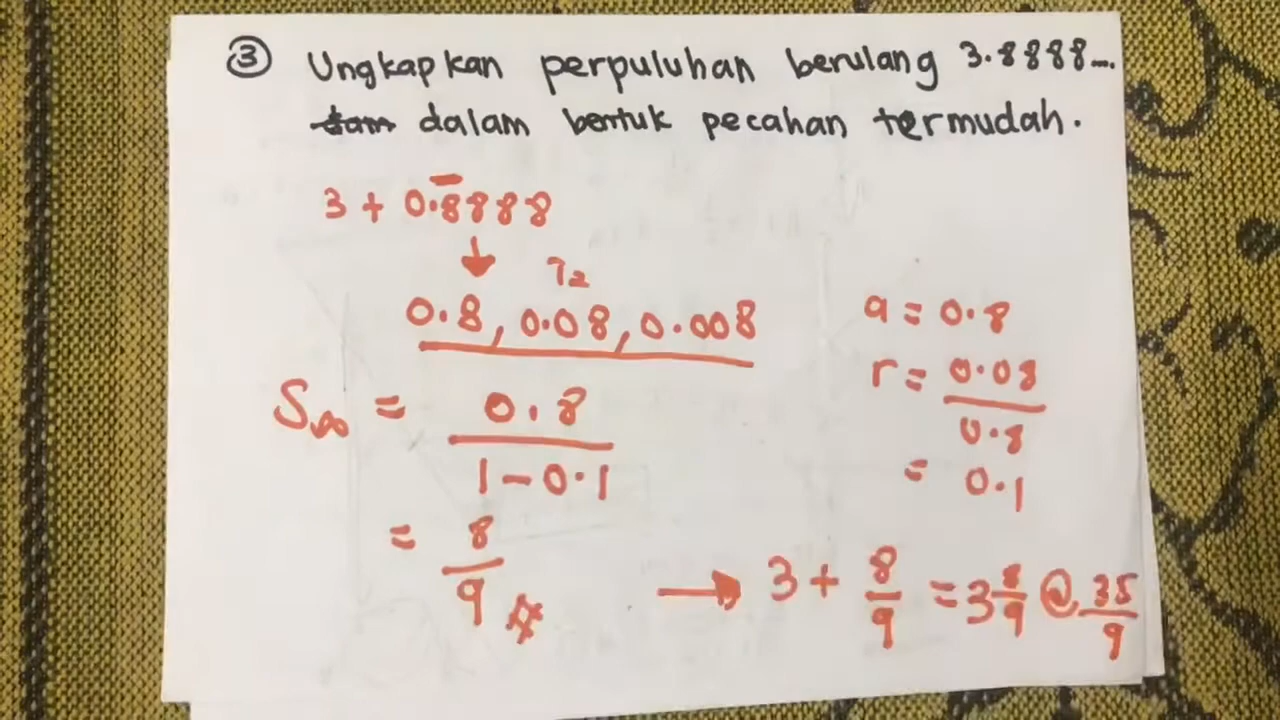 ③ Ungkapkan perpuluhan berulang 3.8888....
dalam bentuk pecahan termudah.
3 + 0.8888
↓ T₂
0.8, 0.08, 0.008
S∞ = 0.8 / 1 - 0.1
= 8/9 #
a = 0.8
r = 0.08 / 0.8
= 0.1
→ 3 + 8/9 = 3 8/9 @ 35/9